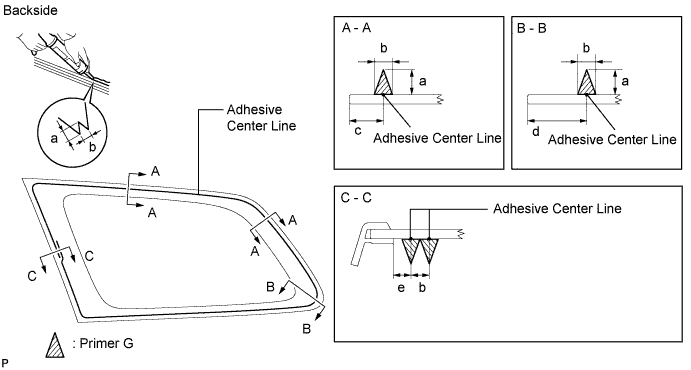 Backside
a
b
Adhesive
Center Line
A
A
A
A
B
B
C
C
: Primer G
P
A - A
b
a
c
Adhesive Center Line
B - B
b
a
d
Adhesive Center Line
C - C
Adhesive Center Line
e
b